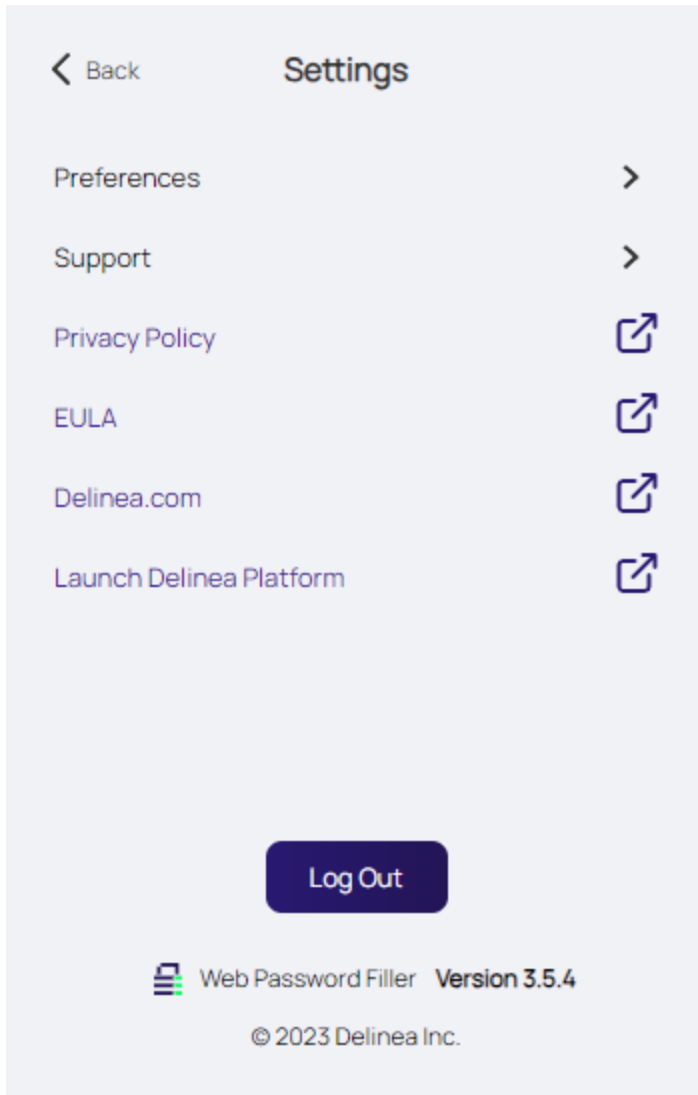 Back Settings
Preferences
Support
Privacy Policy
EULA
Delinea.com
Launch Delinea Platform
Log Out
Web Password Filler Version 3.5.4
© 2023 Delinea Inc.